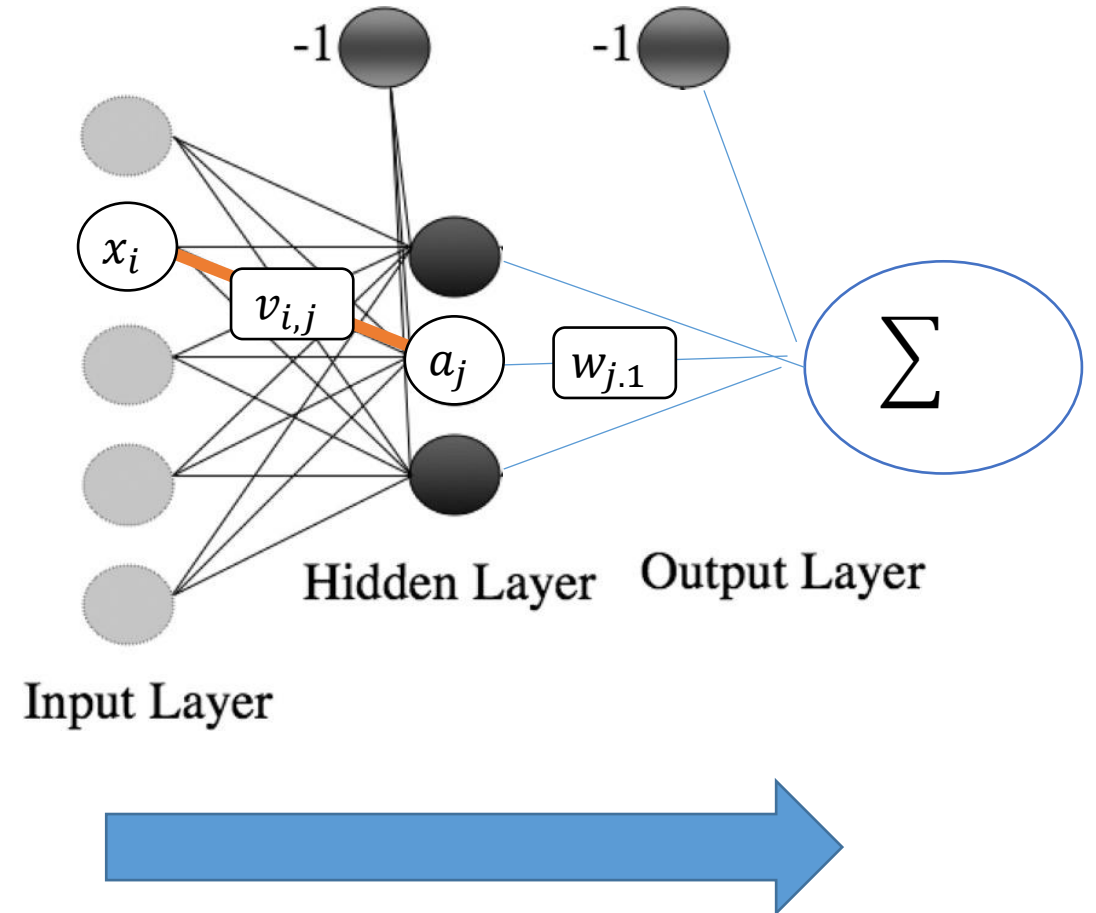 -1
-1
x_i
v_{i,j}
a_j
w_{j.1}
∑
Hidden Layer
Output Layer
Input Layer